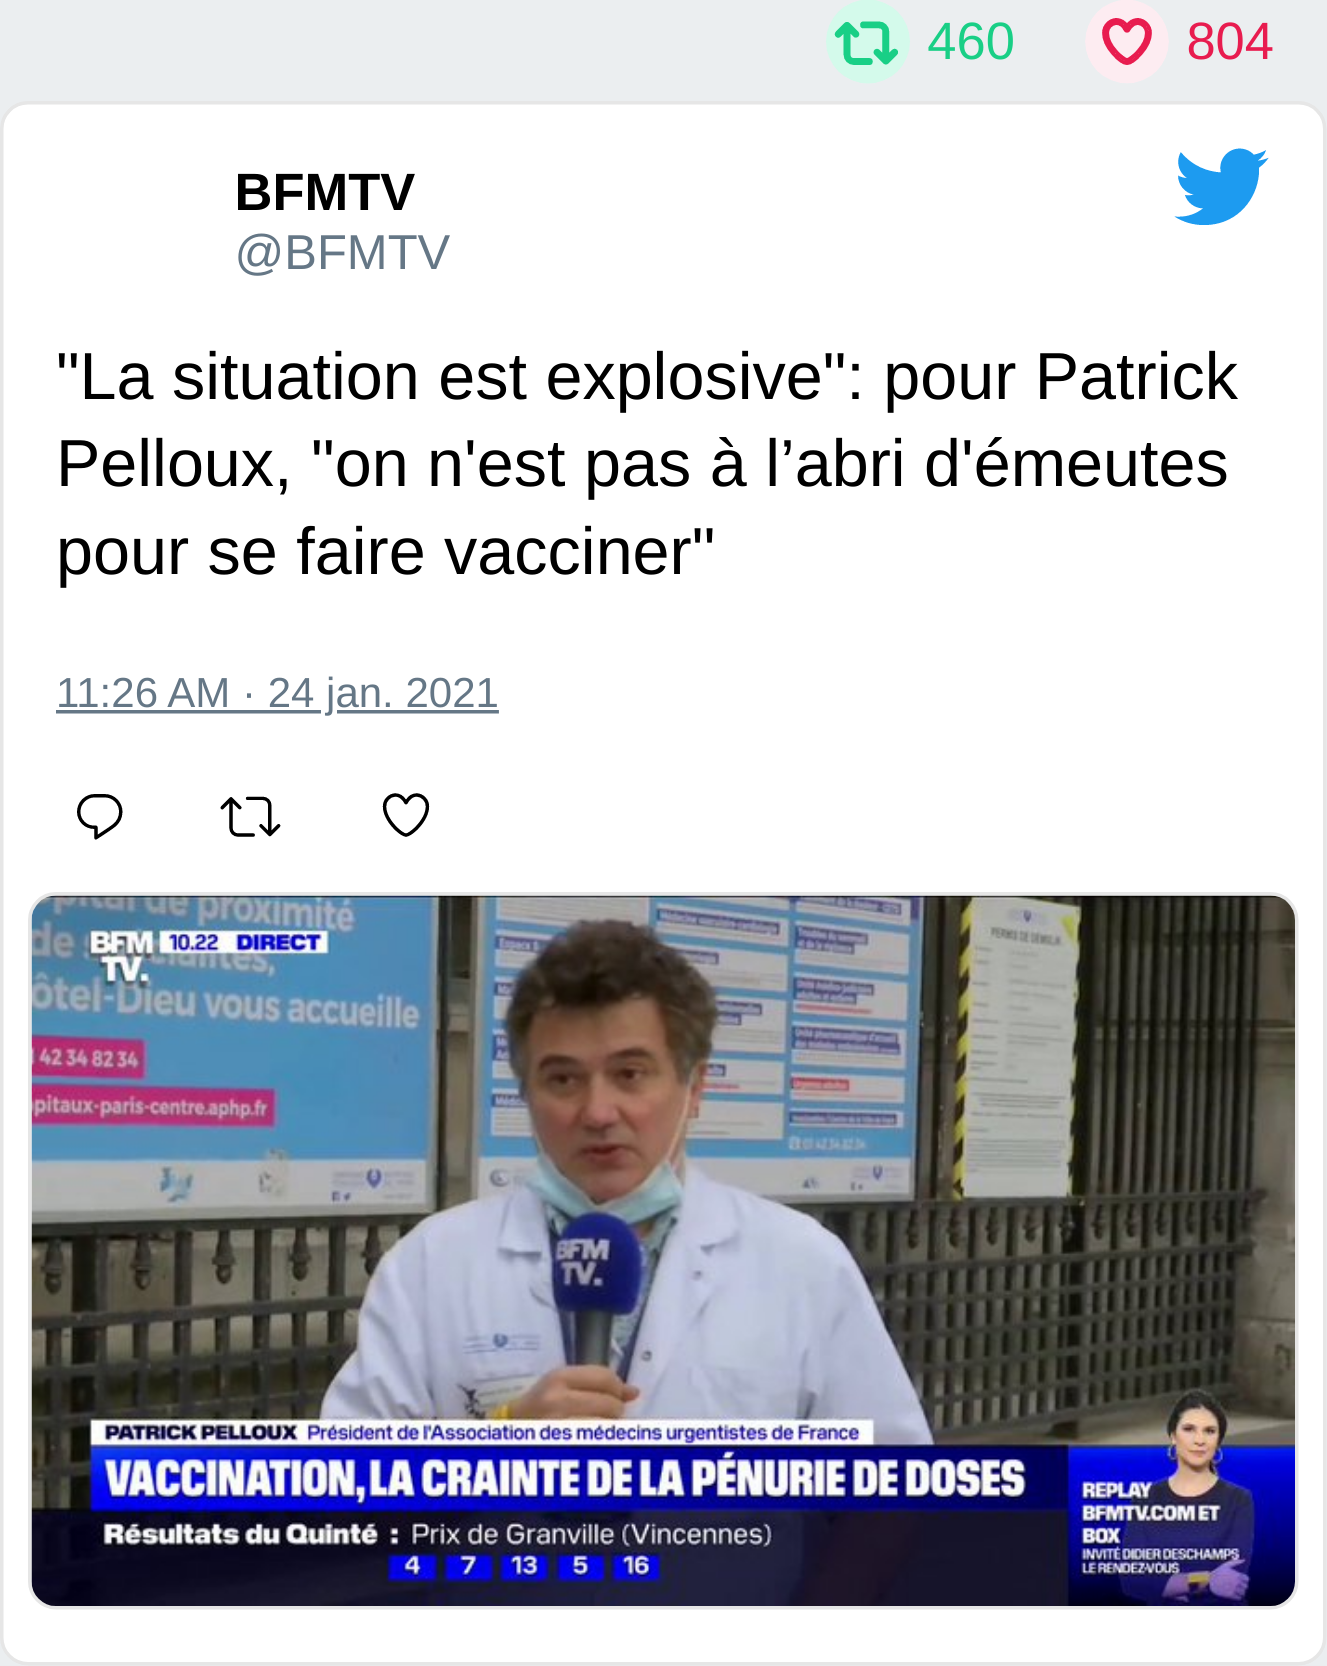 460 804
BFMTV
@BFMTV
"La situation est explosive": pour Patrick
Pelloux, "on n'est pas à l’abri d'émeutes
pour se faire vacciner"
11:26 AM · 24 jan. 2021
pital de proximité
de
BFM 10.22 DIRECT
TV.
ôtel-Dieu vous accueille
42 34 82 34
pitaux-paris-centre.aphp.fr
PERMIS DE DÉMOLIR
BFM
TV.
PATRICK PELLOUX Président de l'Association des médecins urgentistes de France
VACCINATION, LA CRAINTE DE LA PÉNURIE DE DOSES
Résultats du Quinté : Prix de Granville (Vincennes)
4 7 13 5 16
REPLAY
BFMTV.COM ET
BOX
INVITÉ DIDIER DESCHAMPS
LE RENDEZ-VOUS